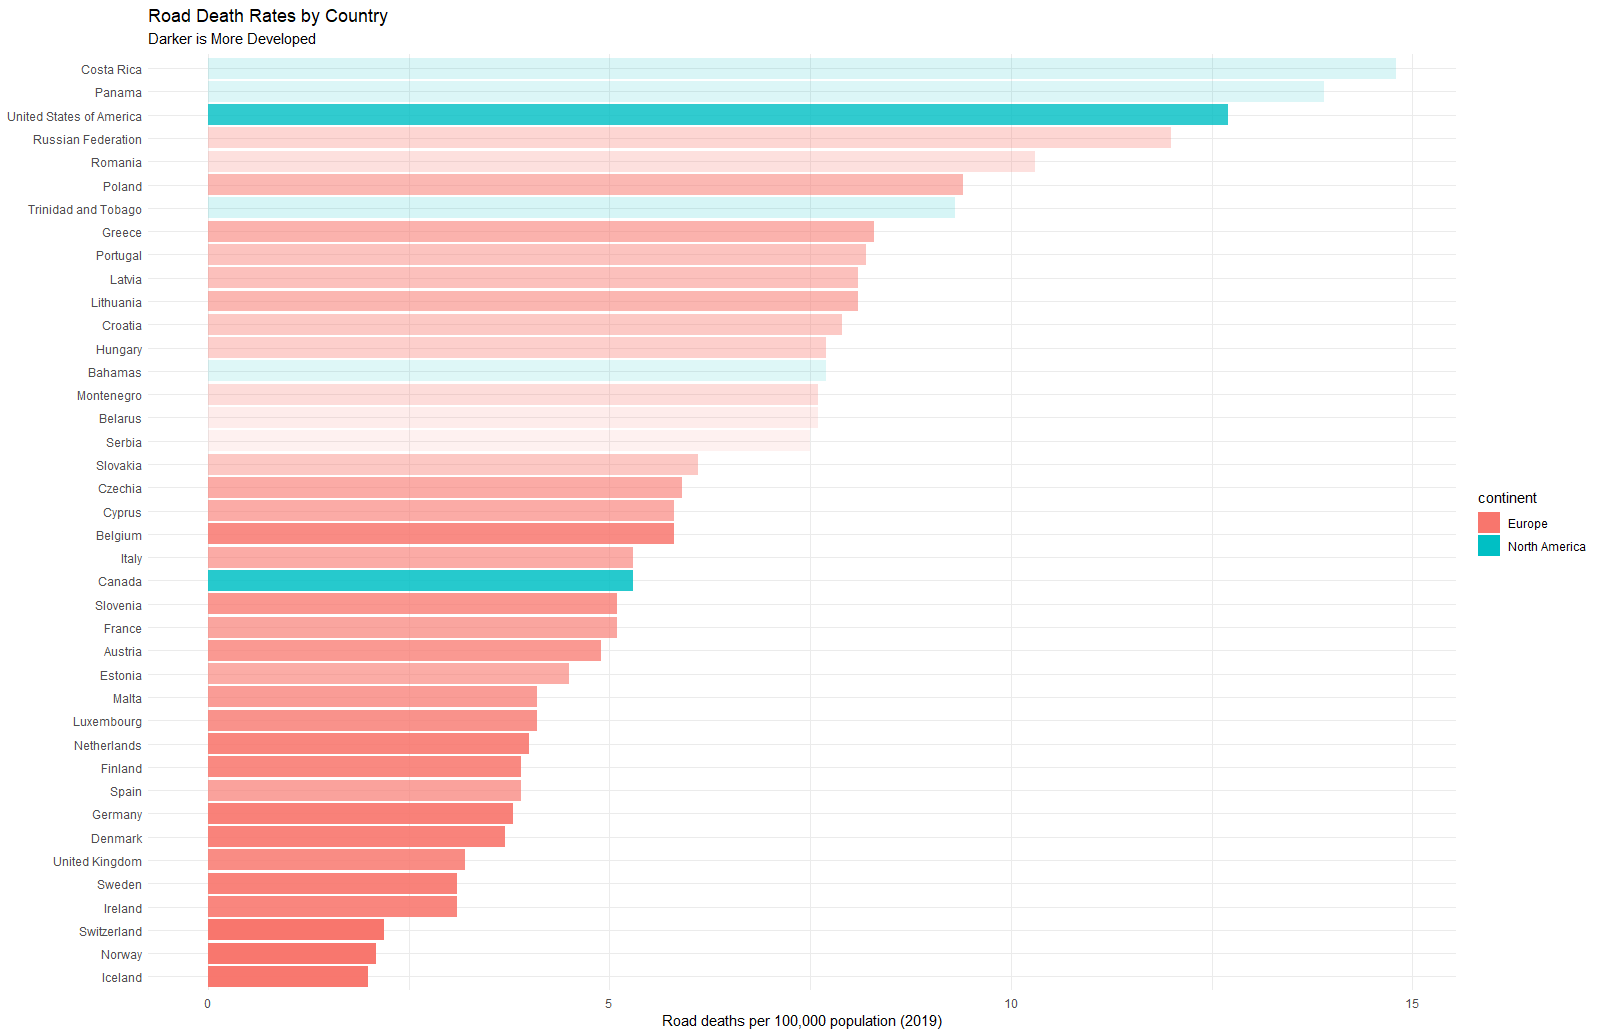 Road Death Rates by Country
Darker is More Developed
Costa Rica
Panama
United States of America
Russian Federation
Romania
Poland
Trinidad and Tobago
Greece
Portugal
Latvia
Lithuania
Croatia
Hungary
Bahamas
Montenegro
Belarus
Serbia
Slovakia
Czechia
Cyprus
Belgium
Italy
Canada
Slovenia
France
Austria
Estonia
Malta
Luxembourg
Netherlands
Finland
Spain
Germany
Denmark
United Kingdom
Sweden
Ireland
Switzerland
Norway
Iceland
0 5 10 15
Road deaths per 100,000 population (2019)
continent
Europe
North America